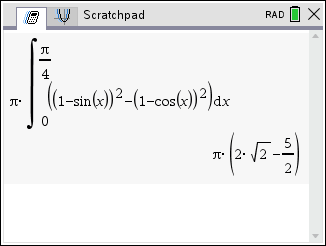 Scratchpad RAD
π· ∫₀^(π/4) ((1−sin(x))²−(1−cos(x))²)dx
π·(2·√2 −5/2)